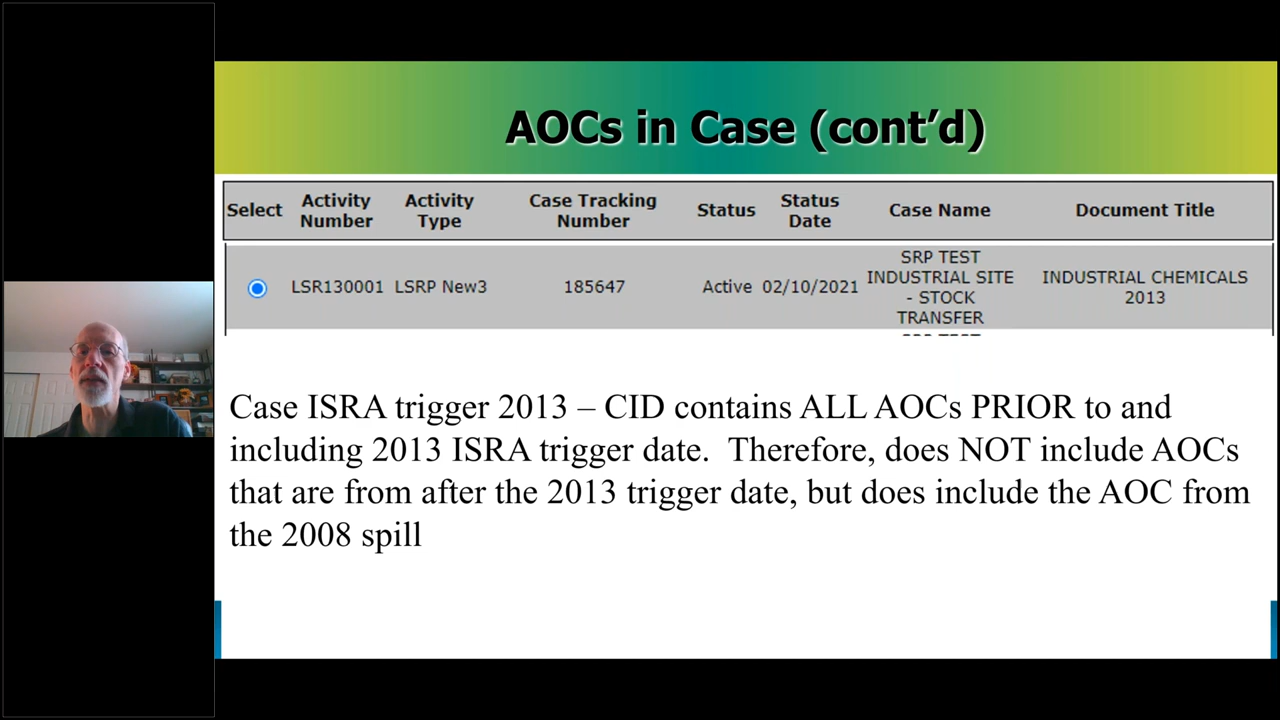 AOCs in Case (cont’d)
Select Activity Number Activity Type Case Tracking Number Status Status Date Case Name Document Title
LSR130001 LSRP New3 185647 Active 02/10/2021 SRP TEST INDUSTRIAL SITE - STOCK TRANSFER INDUSTRIAL CHEMICALS 2013
Case ISRA trigger 2013 – CID contains ALL AOCs PRIOR to and
including 2013 ISRA trigger date.  Therefore, does NOT include AOCs
that are from after the 2013 trigger date, but does include the AOC from
the 2008 spill